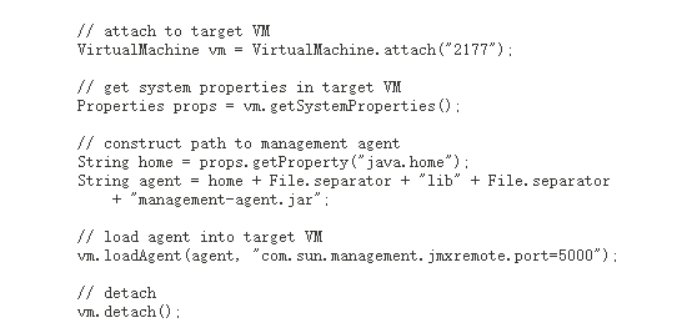 // attach to target VM
VirtualMachine vm = VirtualMachine.attach("2177");
// get system properties in target VM
Properties props = vm.getSystemProperties();
// construct path to management agent
String home = props.getProperty("java.home");
String agent = home + File.separator + "lib" + File.separator
+ "management-agent.jar";
// load agent into target VM
vm.loadAgent(agent, "com.sun.management.jmxremote.port=5000");
// detach
vm.detach();